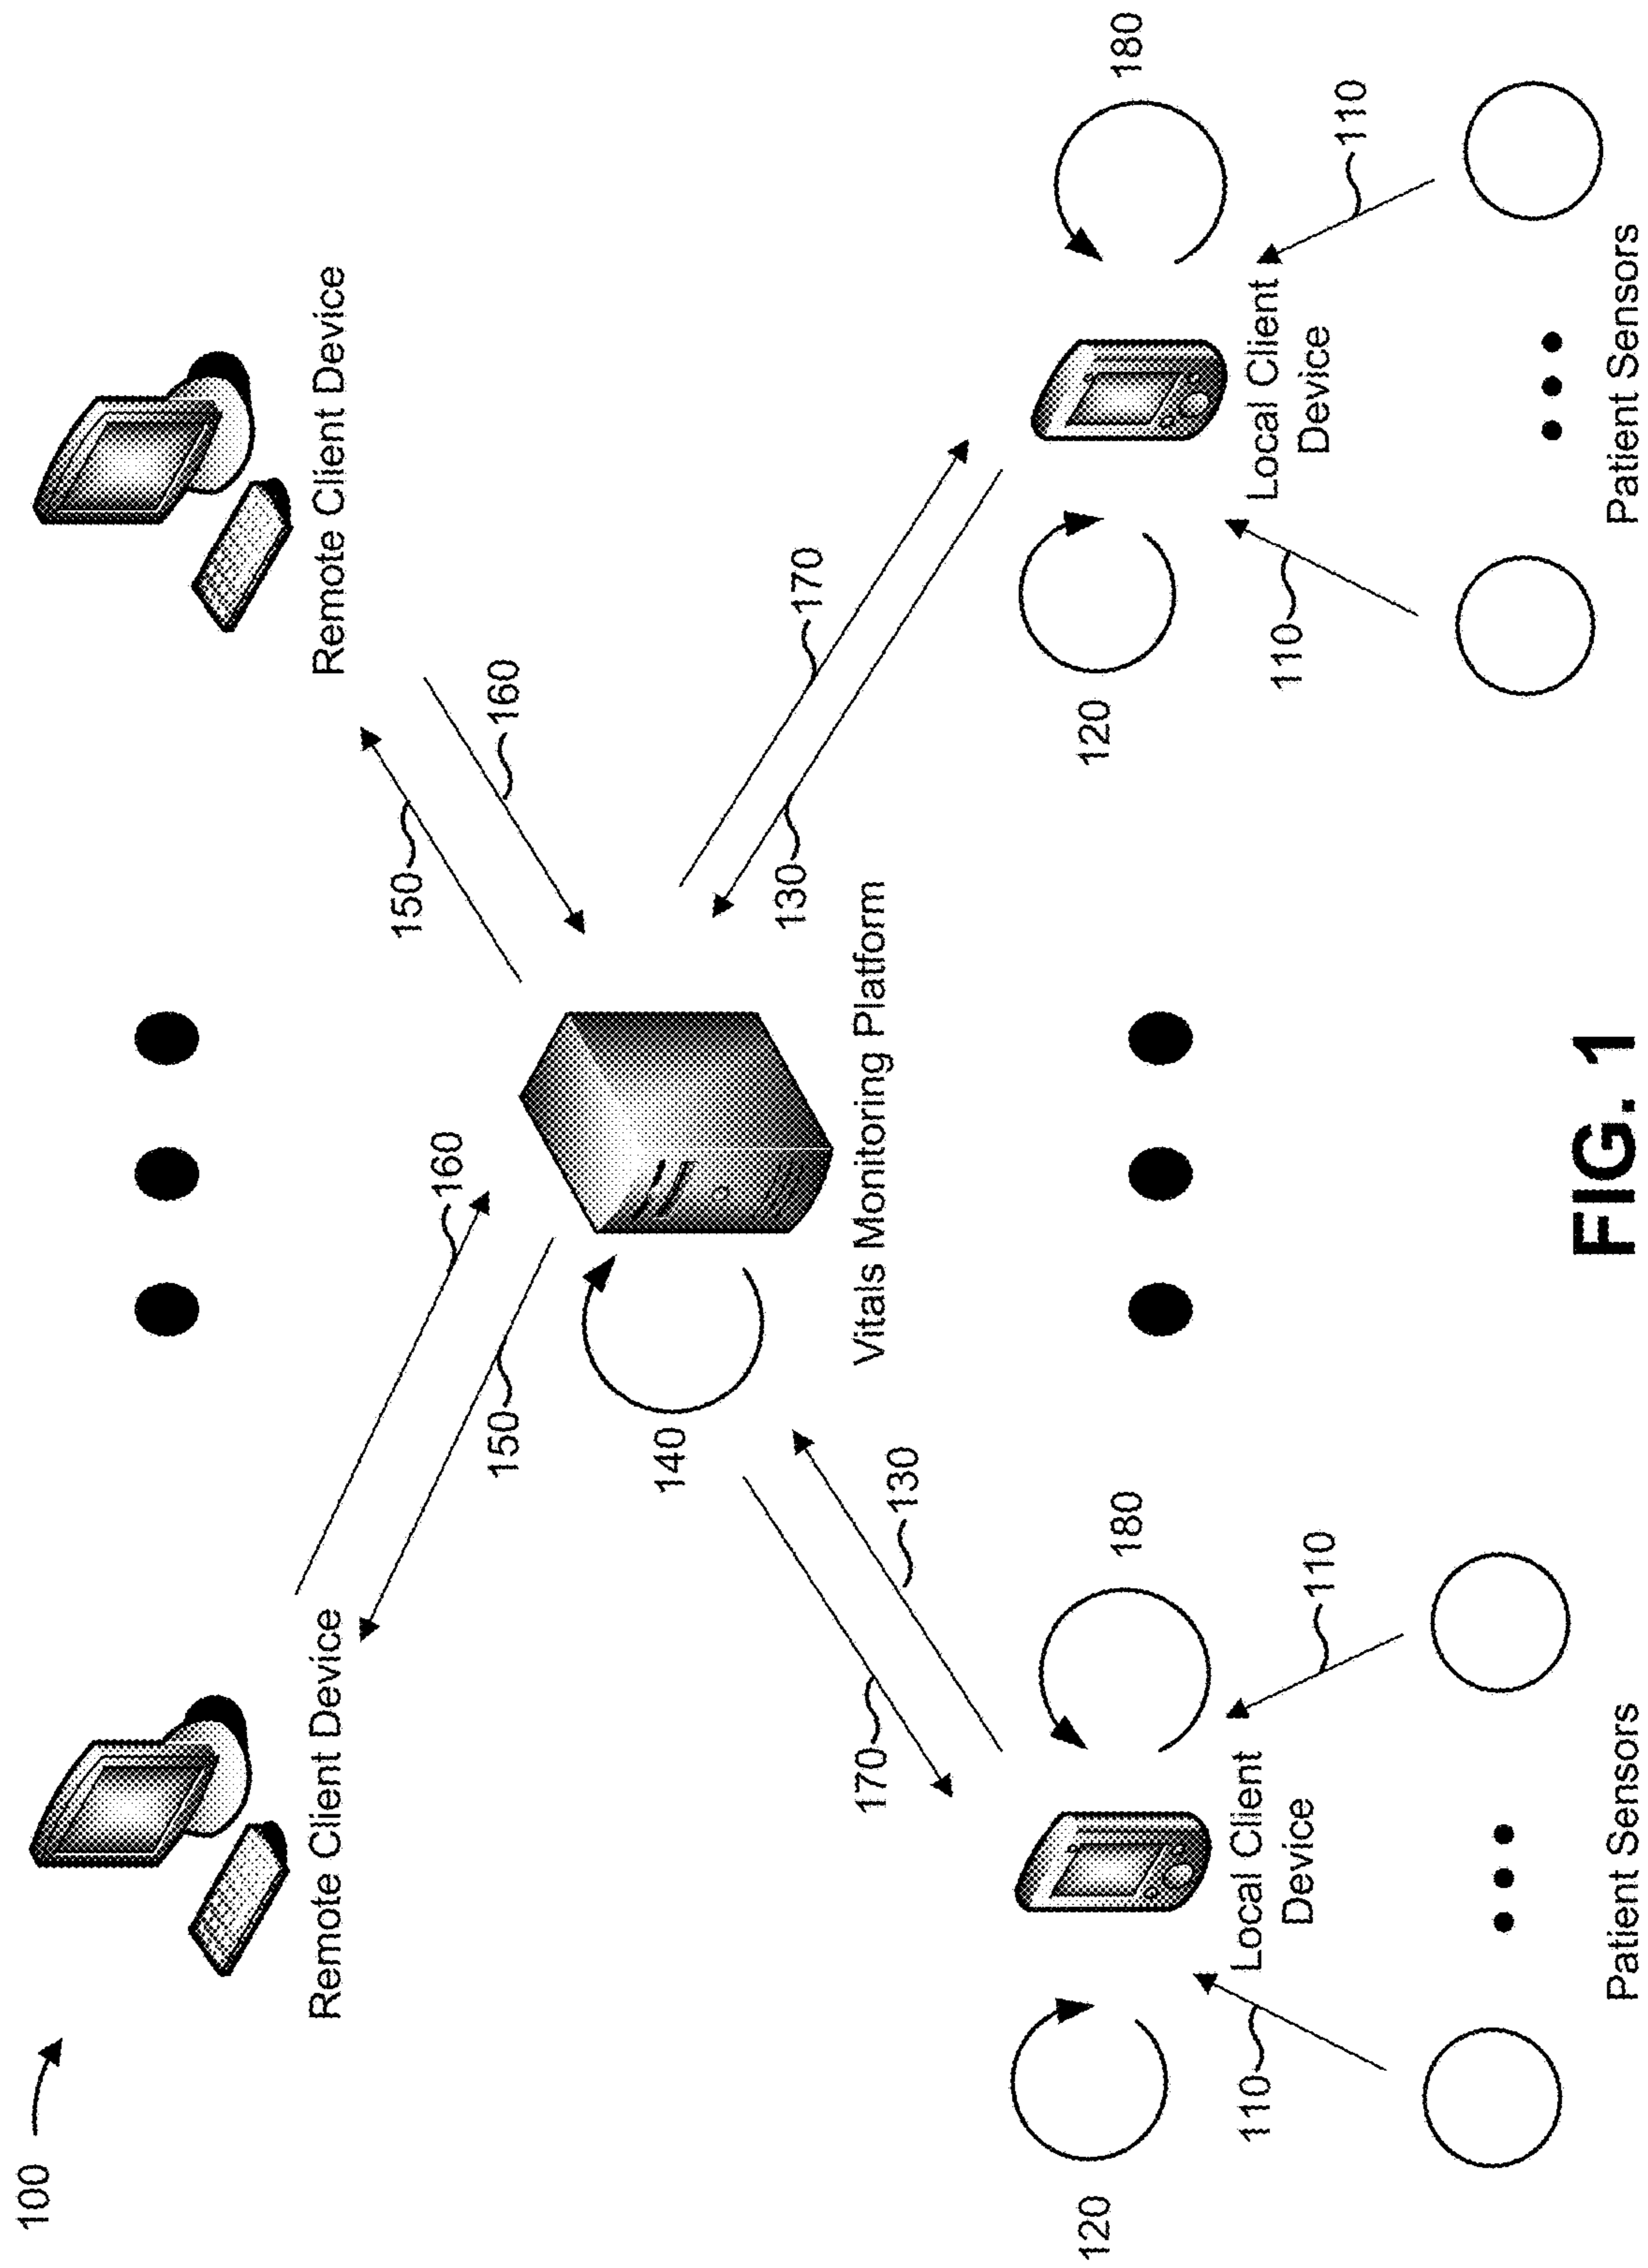 100
Remote Client Device
Remote Client Device
160
150
150
160
140
170
130
Vitals Monitoring Platform
170
130
120
180
120
180
Local Client
Device
Local Client
Device
110
110
110
110
Patient Sensors
Patient Sensors
FIG. 1